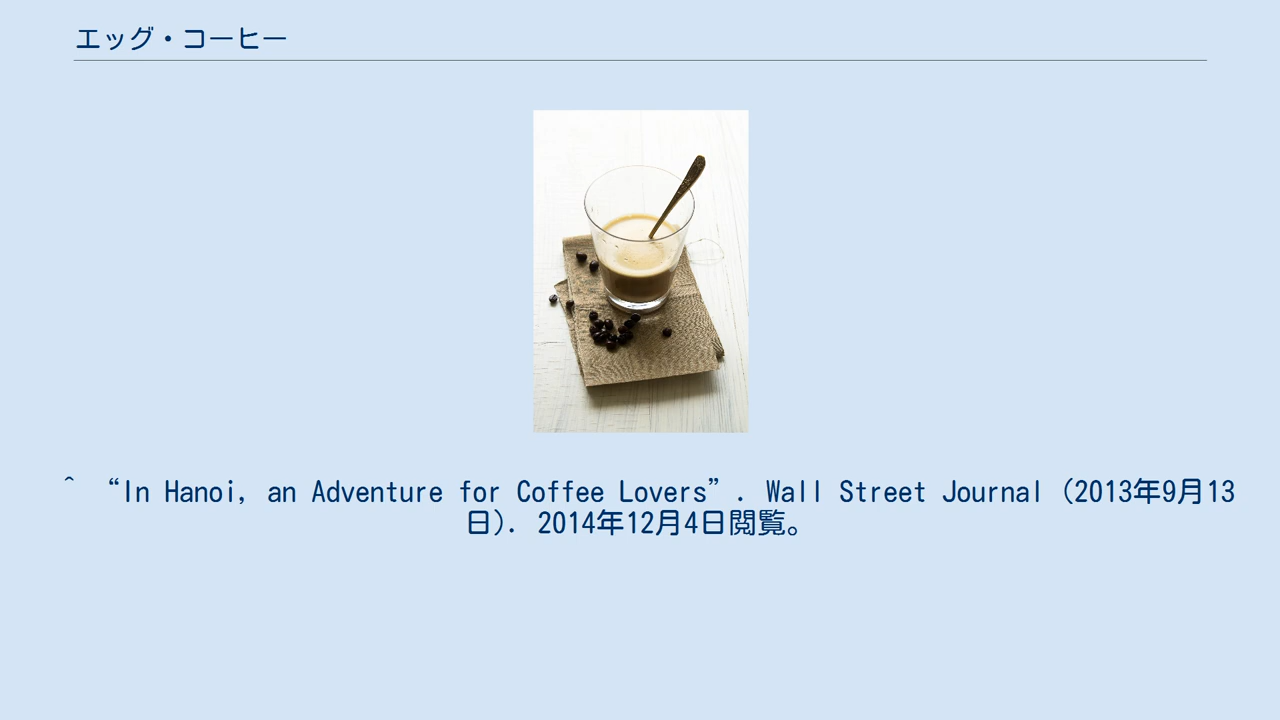 エッグ・コーヒー
^ “In Hanoi, an Adventure for Coffee Lovers”. Wall Street Journal (2013年9月13
日). 2014年12月4日閲覧。